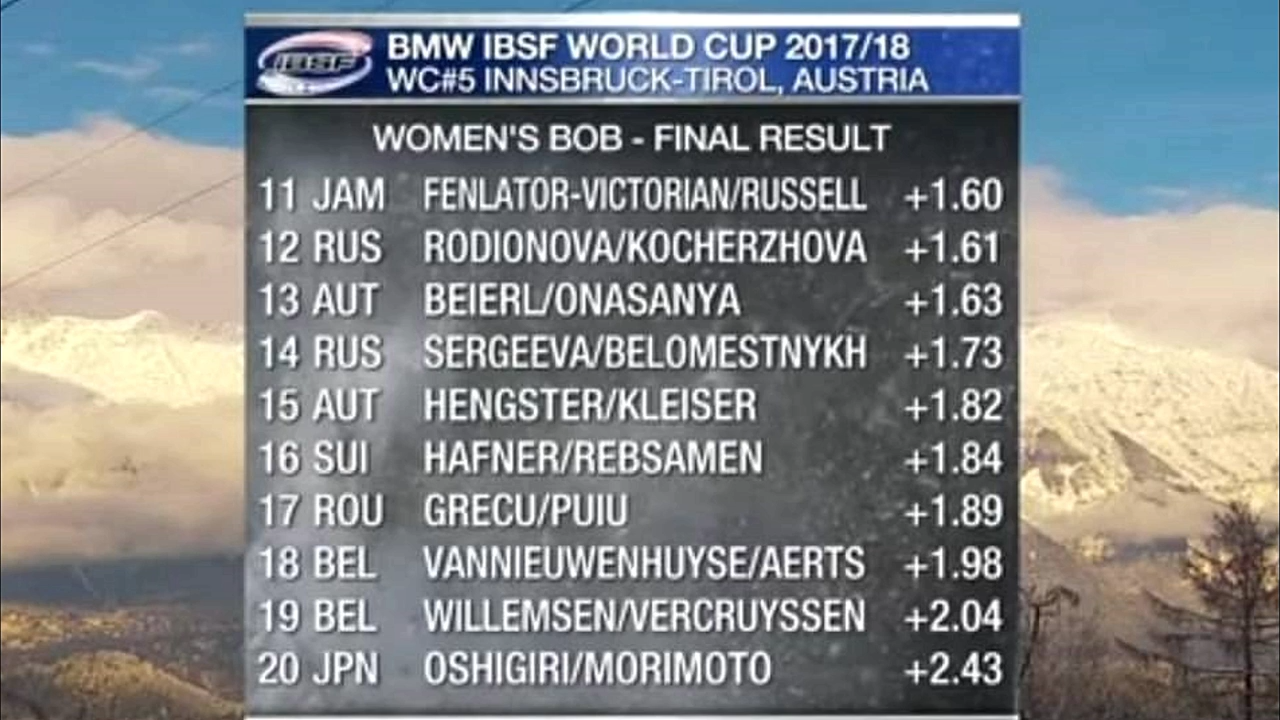 IBSF
BMW IBSF WORLD CUP 2017/18
WC#5 INNSBRUCK-TIROL, AUSTRIA
WOMEN'S BOB - FINAL RESULT
11 JAM FENLATOR-VICTORIAN/RUSSELL +1.60
12 RUS RODIONOVA/KOCHERZHOVA +1.61
13 AUT BEIERL/ONASANYA +1.63
14 RUS SERGEEVA/BELOMESTNYKH +1.73
15 AUT HENGSTER/KLEISER +1.82
16 SUI HAFNER/REBSAMEN +1.84
17 ROU GRECU/PUIU +1.89
18 BEL VANNIEUWENHUYSE/AERTS +1.98
19 BEL WILLEMSEN/VERCRUYSSEN +2.04
20 JPN OSHIGIRI/MORIMOTO +2.43